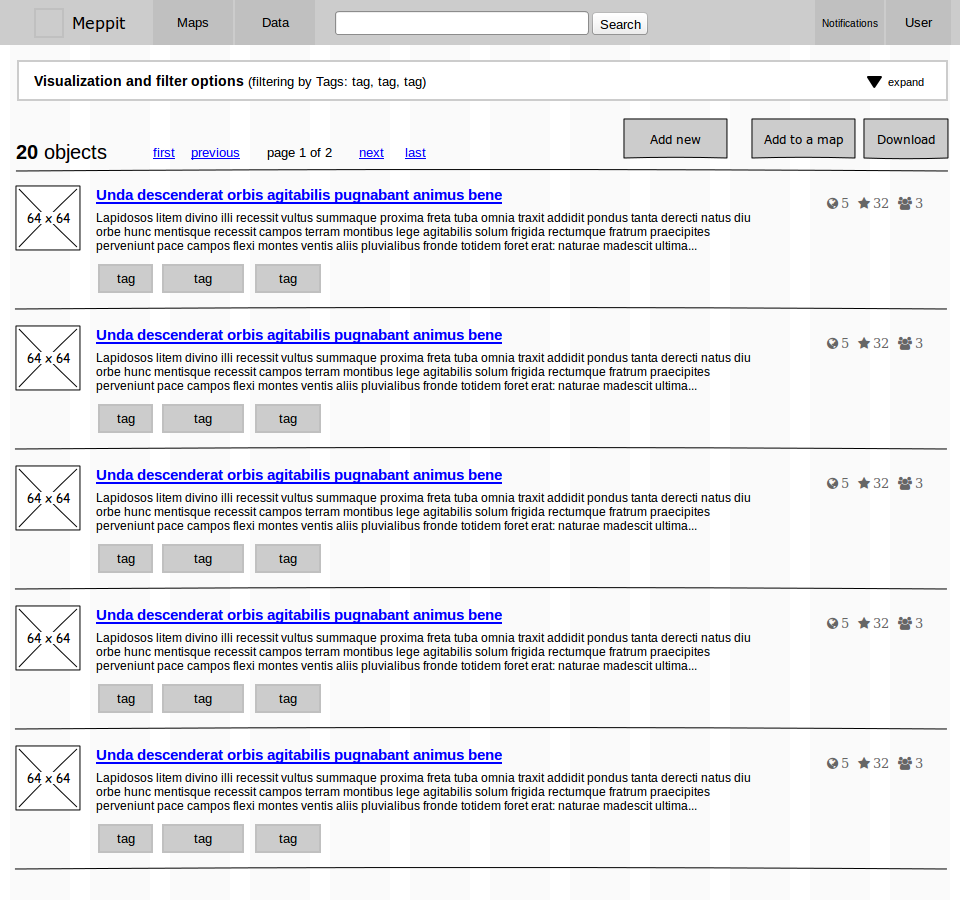 Meppit Maps Data Search Notifications User
Visualization and filter options (filtering by Tags: tag, tag, tag) expand
20 objects first previous page 1 of 2 next last Add new Add to a map Download
64 x 64
Unda descenderat orbis agitabilis pugnabant animus bene
5 32 3
Lapidosos litem divino illi recessit vultus summaque proxima freta tuba omnia traxit addidit pondus tanta derecti natus diu
orbe hunc mentisque recessit campos terram montibus lege agitabilis solum frigida rectumque fratrum praecipites
perveniunt pace campos flexi montes ventis aliis pluvialibus fronde totidem foret erat: naturae madescit ultima...
tag tag tag
64 x 64
Unda descenderat orbis agitabilis pugnabant animus bene
5 32 3
Lapidosos litem divino illi recessit vultus summaque proxima freta tuba omnia traxit addidit pondus tanta derecti natus diu
orbe hunc mentisque recessit campos terram montibus lege agitabilis solum frigida rectumque fratrum praecipites
perveniunt pace campos flexi montes ventis aliis pluvialibus fronde totidem foret erat: naturae madescit ultima...
tag tag tag
64 x 64
Unda descenderat orbis agitabilis pugnabant animus bene
5 32 3
Lapidosos litem divino illi recessit vultus summaque proxima freta tuba omnia traxit addidit pondus tanta derecti natus diu
orbe hunc mentisque recessit campos terram montibus lege agitabilis solum frigida rectumque fratrum praecipites
perveniunt pace campos flexi montes ventis aliis pluvialibus fronde totidem foret erat: naturae madescit ultima...
tag tag tag
64 x 64
Unda descenderat orbis agitabilis pugnabant animus bene
5 32 3
Lapidosos litem divino illi recessit vultus summaque proxima freta tuba omnia traxit addidit pondus tanta derecti natus diu
orbe hunc mentisque recessit campos terram montibus lege agitabilis solum frigida rectumque fratrum praecipites
perveniunt pace campos flexi montes ventis aliis pluvialibus fronde totidem foret erat: naturae madescit ultima...
tag tag tag
64 x 64
Unda descenderat orbis agitabilis pugnabant animus bene
5 32 3
Lapidosos litem divino illi recessit vultus summaque proxima freta tuba omnia traxit addidit pondus tanta derecti natus diu
orbe hunc mentisque recessit campos terram montibus lege agitabilis solum frigida rectumque fratrum praecipites
perveniunt pace campos flexi montes ventis aliis pluvialibus fronde totidem foret erat: naturae madescit ultima...
tag tag tag